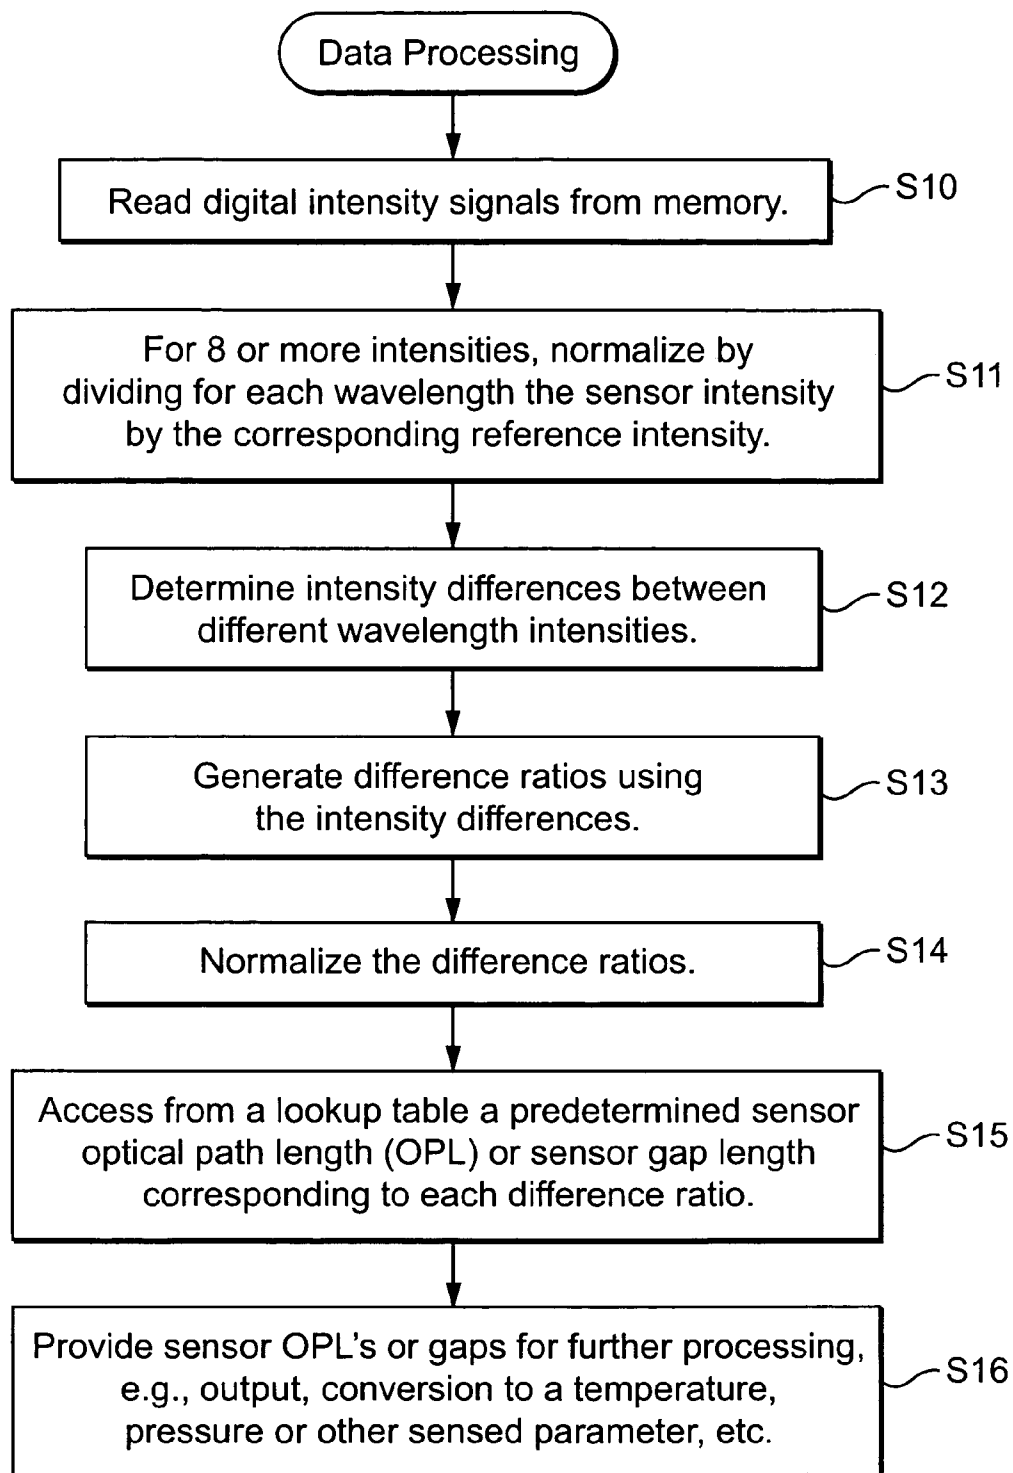 Data Processing
Read digital intensity signals from memory.
S10
For 8 or more intensities, normalize by
dividing for each wavelength the sensor intensity
by the corresponding reference intensity.
S11
Determine intensity differences between
different wavelength intensities.
S12
Generate difference ratios using
the intensity differences.
S13
Normalize the difference ratios.
S14
Access from a lookup table a predetermined sensor
optical path length (OPL) or sensor gap length
corresponding to each difference ratio.
S15
Provide sensor OPL's or gaps for further processing,
e.g., output, conversion to a temperature,
pressure or other sensed parameter, etc.
S16